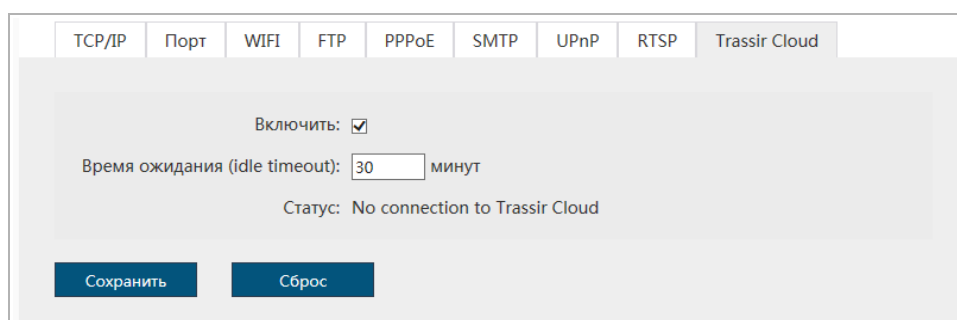 TCP/IP Порт WIFI FTP PPPoE SMTP UPnP RTSP Trassir Cloud
Включить:
Время ожидания (idle timeout): 30 минут
Статус: No connection to Trassir Cloud
Сохранить Сброс